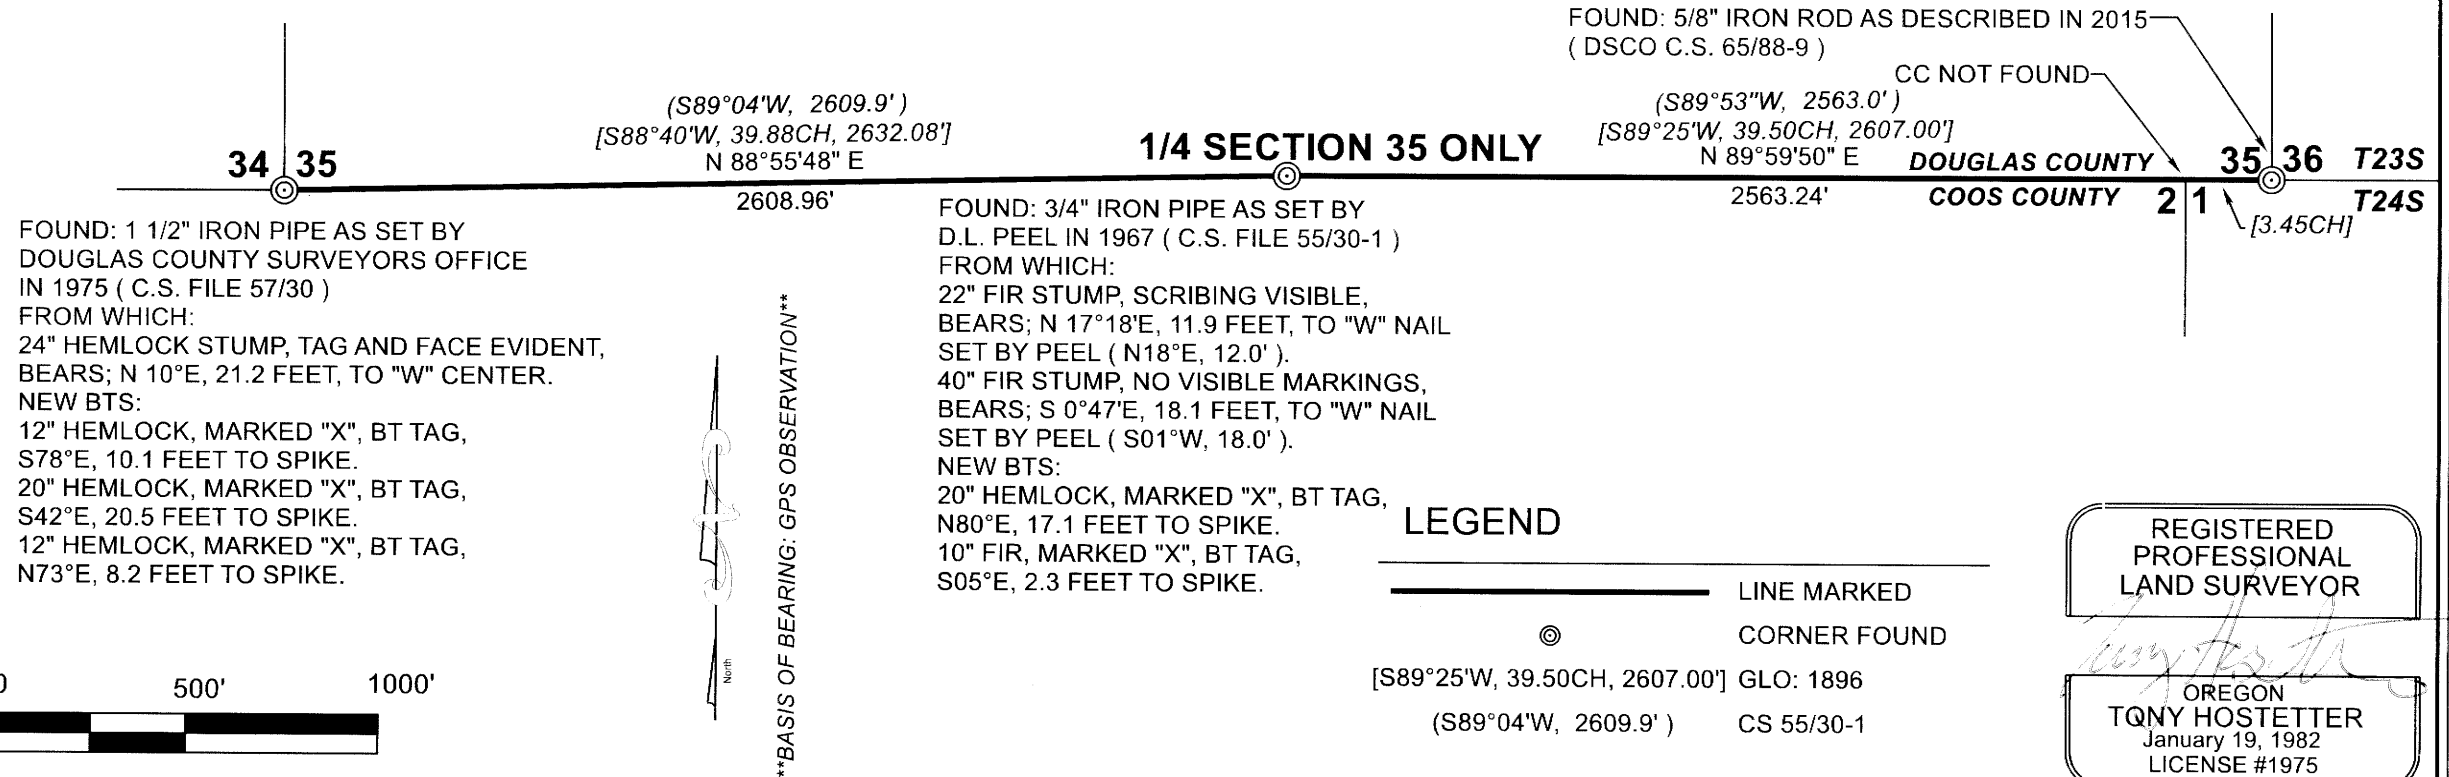 FOUND: 5/8" IRON ROD AS DESCRIBED IN 2015
( DSCO C.S. 65/88-9 )
CC NOT FOUND
(S89°04'W, 2609.9' )
[S88°40'W, 39.88CH, 2632.08']
N 88°55'48" E
2608.96'
34 35
1/4 SECTION 35 ONLY
(S89°53"W, 2563.0' )
[S89°25'W, 39.50CH, 2607.00']
N 89°59'50" E
2563.24'
DOUGLAS COUNTY
COOS COUNTY
35 36 T23S
2 1 T24S
[3.45CH]
FOUND: 1 1/2" IRON PIPE AS SET BY
DOUGLAS COUNTY SURVEYORS OFFICE
IN 1975 ( C.S. FILE 57/30 )
FROM WHICH:
24" HEMLOCK STUMP, TAG AND FACE EVIDENT,
BEARS; N 10°E, 21.2 FEET, TO "W" CENTER.
NEW BTS:
12" HEMLOCK, MARKED "X", BT TAG,
S78°E, 10.1 FEET TO SPIKE.
20" HEMLOCK, MARKED "X", BT TAG,
S42°E, 20.5 FEET TO SPIKE.
12" HEMLOCK, MARKED "X", BT TAG,
N73°E, 8.2 FEET TO SPIKE.
0 500' 1000'
North
**BASIS OF BEARING: GPS OBSERVATION**
FOUND: 3/4" IRON PIPE AS SET BY
D.L. PEEL IN 1967 ( C.S. FILE 55/30-1 )
FROM WHICH:
22" FIR STUMP, SCRIBING VISIBLE,
BEARS; N 17°18'E, 11.9 FEET, TO "W" NAIL
SET BY PEEL ( N18°E, 12.0' ).
40" FIR STUMP, NO VISIBLE MARKINGS,
BEARS; S 0°47'E, 18.1 FEET, TO "W" NAIL
SET BY PEEL ( S01°W, 18.0' ).
NEW BTS:
20" HEMLOCK, MARKED "X", BT TAG,
N80°E, 17.1 FEET TO SPIKE.
10" FIR, MARKED "X", BT TAG,
S05°E, 2.3 FEET TO SPIKE.
LEGEND
LINE MARKED
CORNER FOUND
[S89°25'W, 39.50CH, 2607.00'] GLO: 1896
(S89°04'W, 2609.9' ) CS 55/30-1
REGISTERED
PROFESSIONAL
LAND SURVEYOR
Tony Hostetter
OREGON
TONY HOSTETTER
January 19, 1982
LICENSE #1975